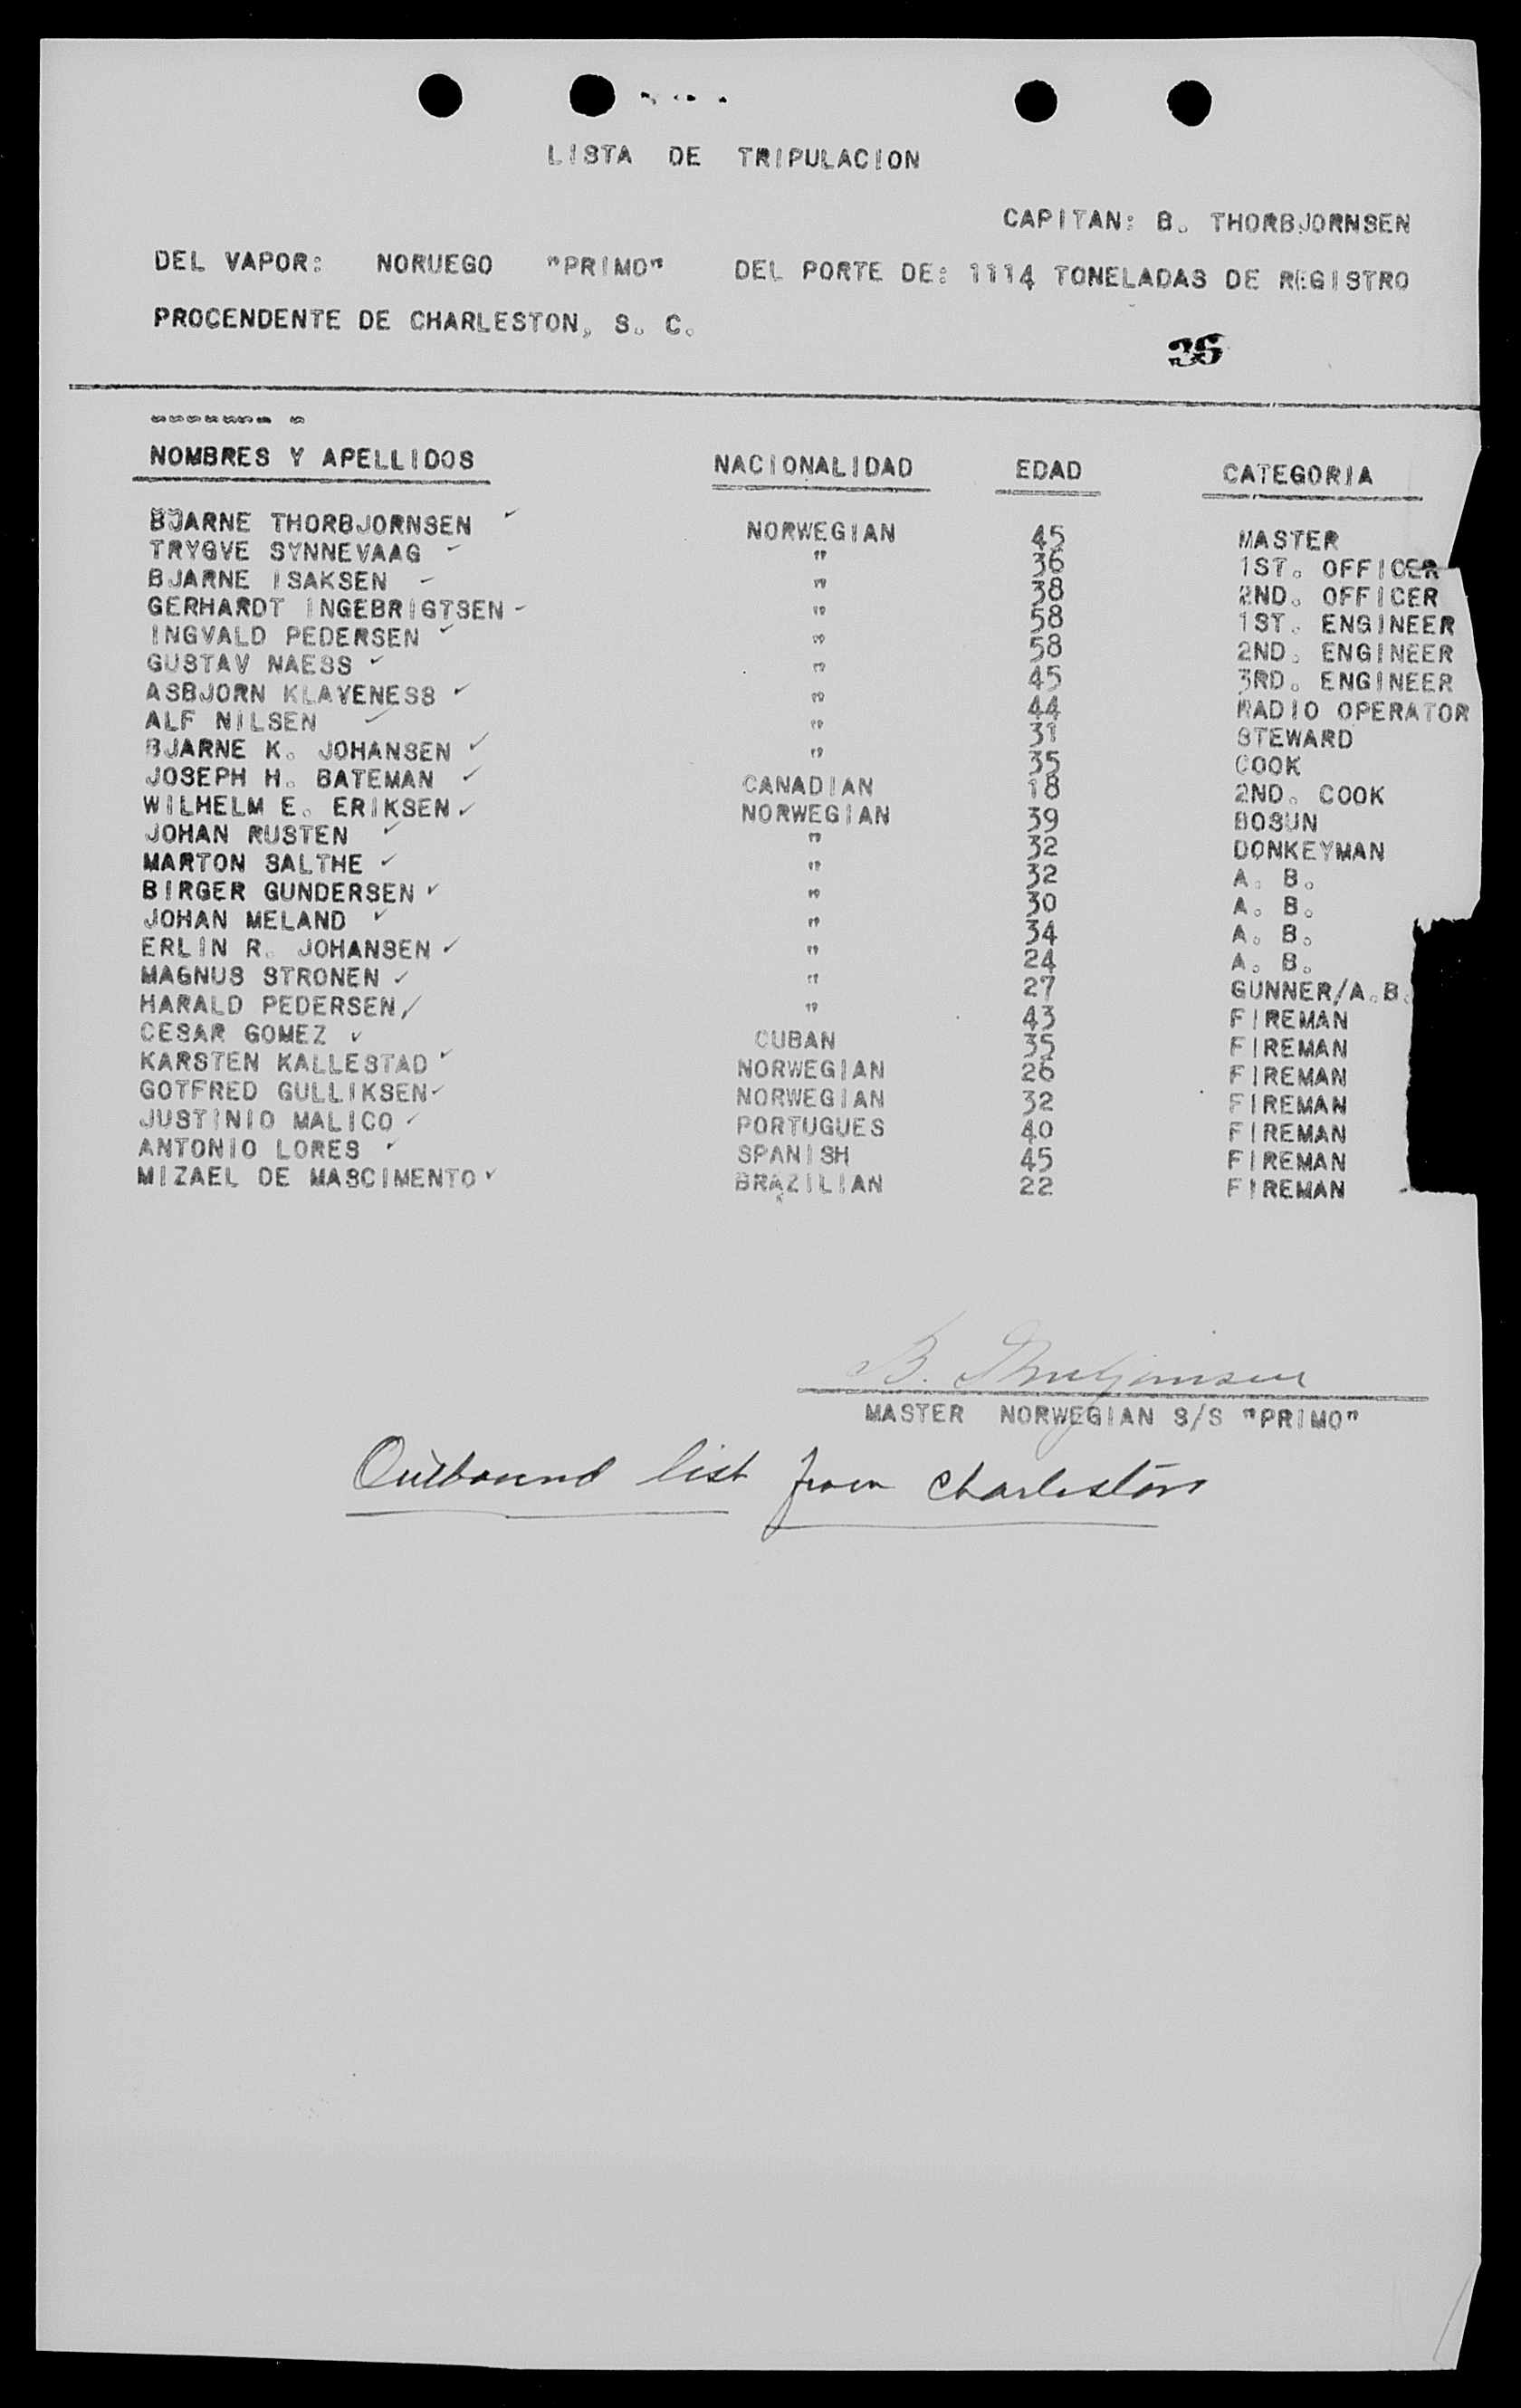 LISTA DE TRIPULACION
CAPITAN: B. THORBJORNSEN
DEL VAPOR: NORUEGO "PRIMO" DEL PORTE DE: 1114 TONELADAS DE REGISTRO
PROCENDENTE DE CHARLESTON, S. C.
35
NOMBRES Y APELLIDOS NACIONALIDAD EDAD CATEGORIA
BJARNE THORBJORNSEN ✓ NORWEGIAN 45 MASTER
TRYGVE SYNNEVAAG ✓ " 36 1ST. OFFICER
BJARNE ISAKSEN ✓ " 38 2ND. OFFICER
GERHARDT INGEBRIGTSEN ✓ " 58 1ST. ENGINEER
INGVALD PEDERSEN ✓ " 58 2ND. ENGINEER
GUSTAV NAESS ✓ " 45 3RD. ENGINEER
ASBJORN KLAVENESS ✓ " 44 RADIO OPERATOR
ALF NILSEN ✓ " 31 STEWARD
BJARNE K. JOHANSEN ✓ " 35 COOK
JOSEPH H. BATEMAN ✓ CANADIAN 18 2ND. COOK
WILHELM E. ERIKSEN ✓ NORWEGIAN 39 BOSUN
JOHAN RUSTEN ✓ " 32 DONKEYMAN
MARTON SALTHE ✓ " 32 A. B.
BIRGER GUNDERSEN ✓ " 30 A. B.
JOHAN MELAND ✓ " 34 A. B.
ERLIN R. JOHANSEN ✓ " 24 A. B.
MAGNUS STRONEN ✓ " 27 GUNNER/A.B.
HARALD PEDERSEN ✓ " 43 FIREMAN
CESAR GOMEZ ✓ CUBAN 35 FIREMAN
KARSTEN KALLESTAD ✓ NORWEGIAN 26 FIREMAN
GOTFRED GULLIKSEN ✓ NORWEGIAN 32 FIREMAN
JUSTINIO MALICO ✓ PORTUGUES 40 FIREMAN
ANTONIO LORES ✓ SPANISH 45 FIREMAN
MIZAEL DE MASCIMENTO ✓ BRAZILIAN 22 FIREMAN
B. Thorbjornsen
MASTER NORWEGIAN S/S "PRIMO"
Outbound list from Charleston